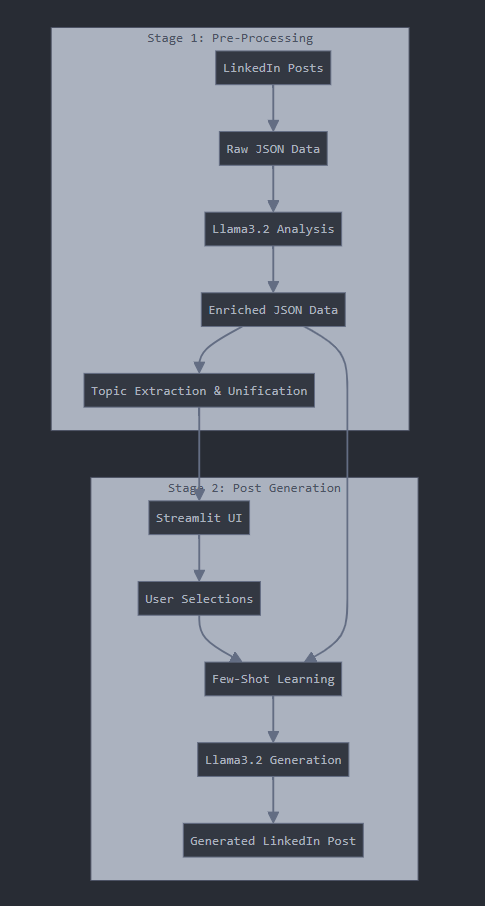 Stage 1: Pre-Processing
LinkedIn Posts
Raw JSON Data
Llama3.2 Analysis
Enriched JSON Data
Topic Extraction & Unification
Stage 2: Post Generation
Streamlit UI
User Selections
Few-Shot Learning
Llama3.2 Generation
Generated LinkedIn Post